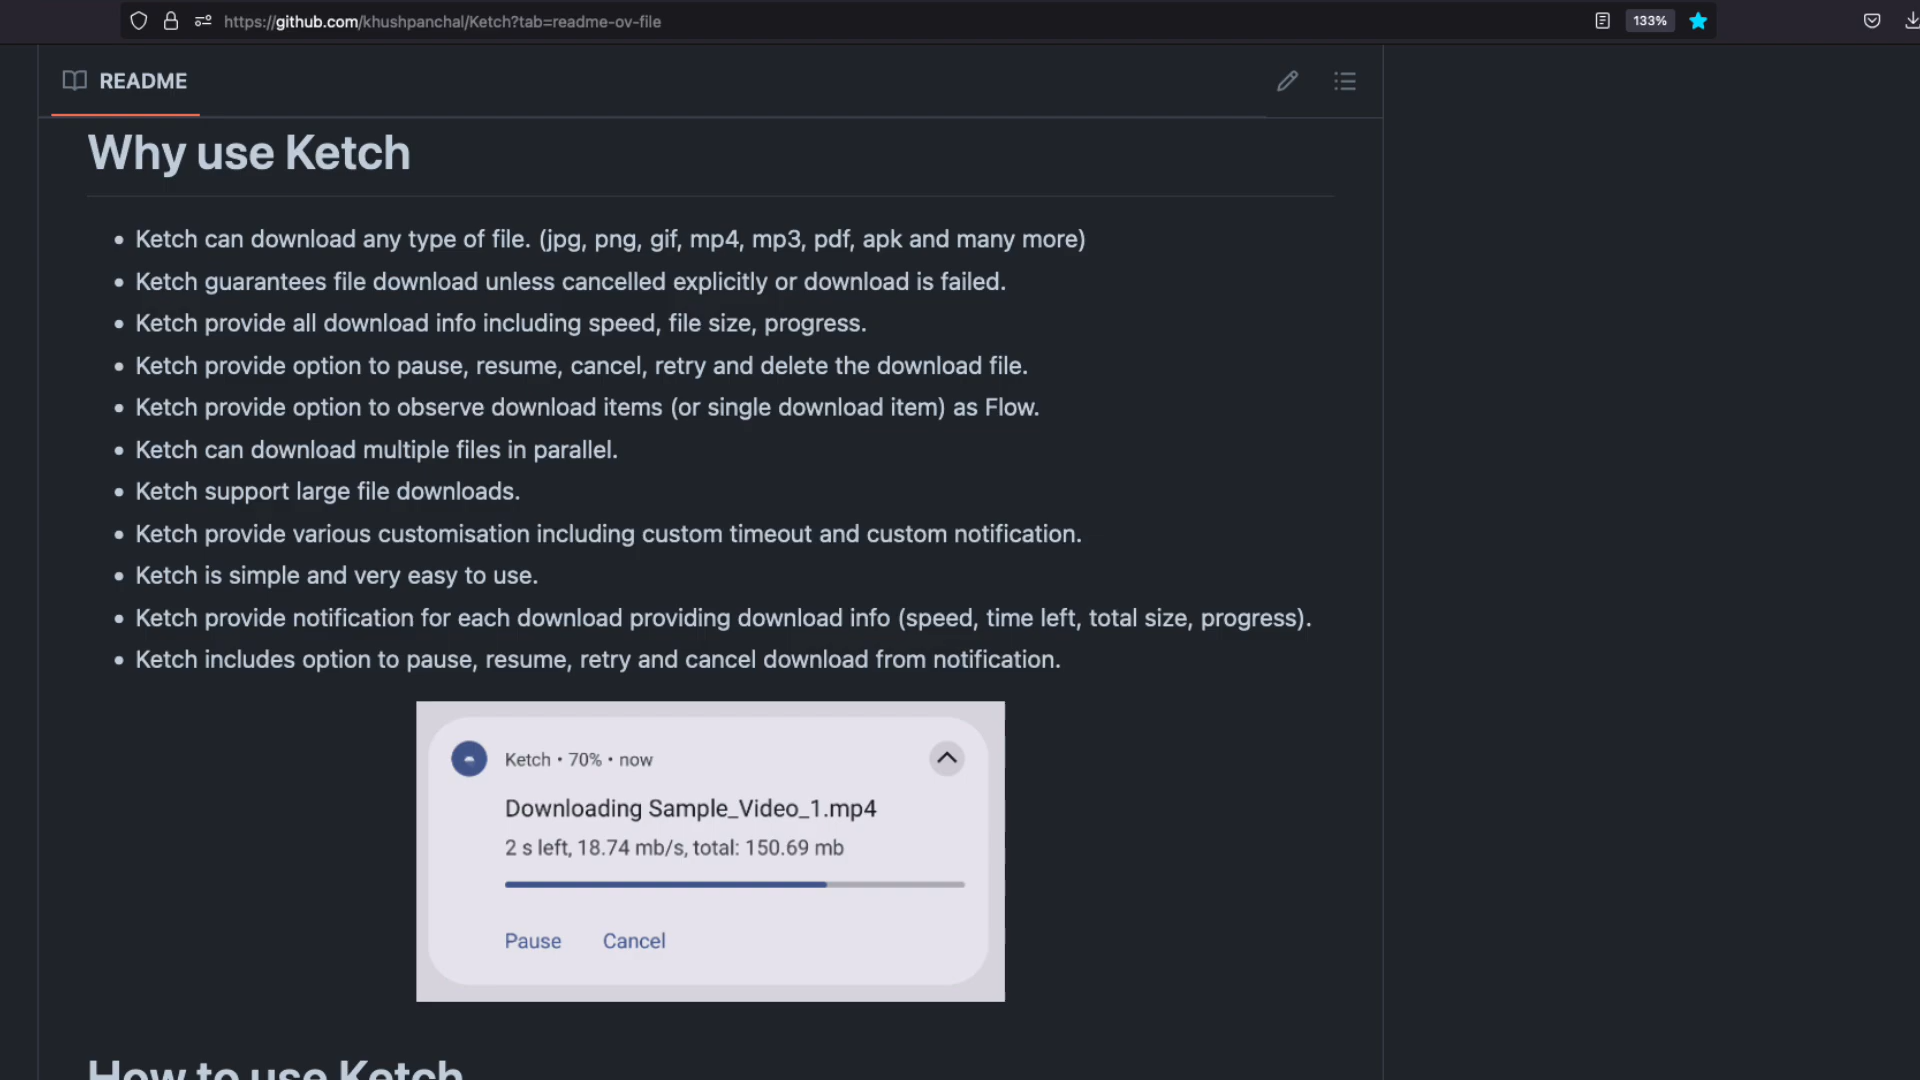 https://github.com/khushpanchal/Ketch?tab=readme-ov-file
133%
README
Why use Ketch
Ketch can download any type of file. (jpg, png, gif, mp4, mp3, pdf, apk and many more)
Ketch guarantees file download unless cancelled explicitly or download is failed.
Ketch provide all download info including speed, file size, progress.
Ketch provide option to pause, resume, cancel, retry and delete the download file.
Ketch provide option to observe download items (or single download item) as Flow.
Ketch can download multiple files in parallel.
Ketch support large file downloads.
Ketch provide various customisation including custom timeout and custom notification.
Ketch is simple and very easy to use.
Ketch provide notification for each download providing download info (speed, time left, total size, progress).
Ketch includes option to pause, resume, retry and cancel download from notification.
Ketch • 70% • now
Downloading Sample_Video_1.mp4
2 s left, 18.74 mb/s, total: 150.69 mb
Pause Cancel
How to use Ketch